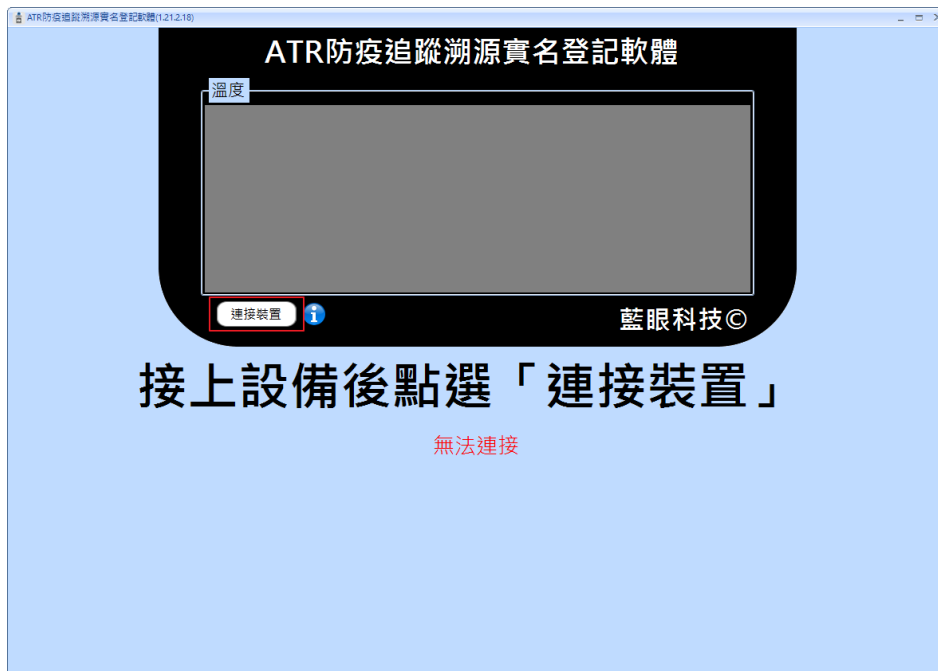 ATR防疫追蹤溯源實名登記軟體(1.21.2.18)
ATR防疫追蹤溯源實名登記軟體
溫度
連接裝置
藍眼科技©
接上設備後點選「連接裝置」
無法連接